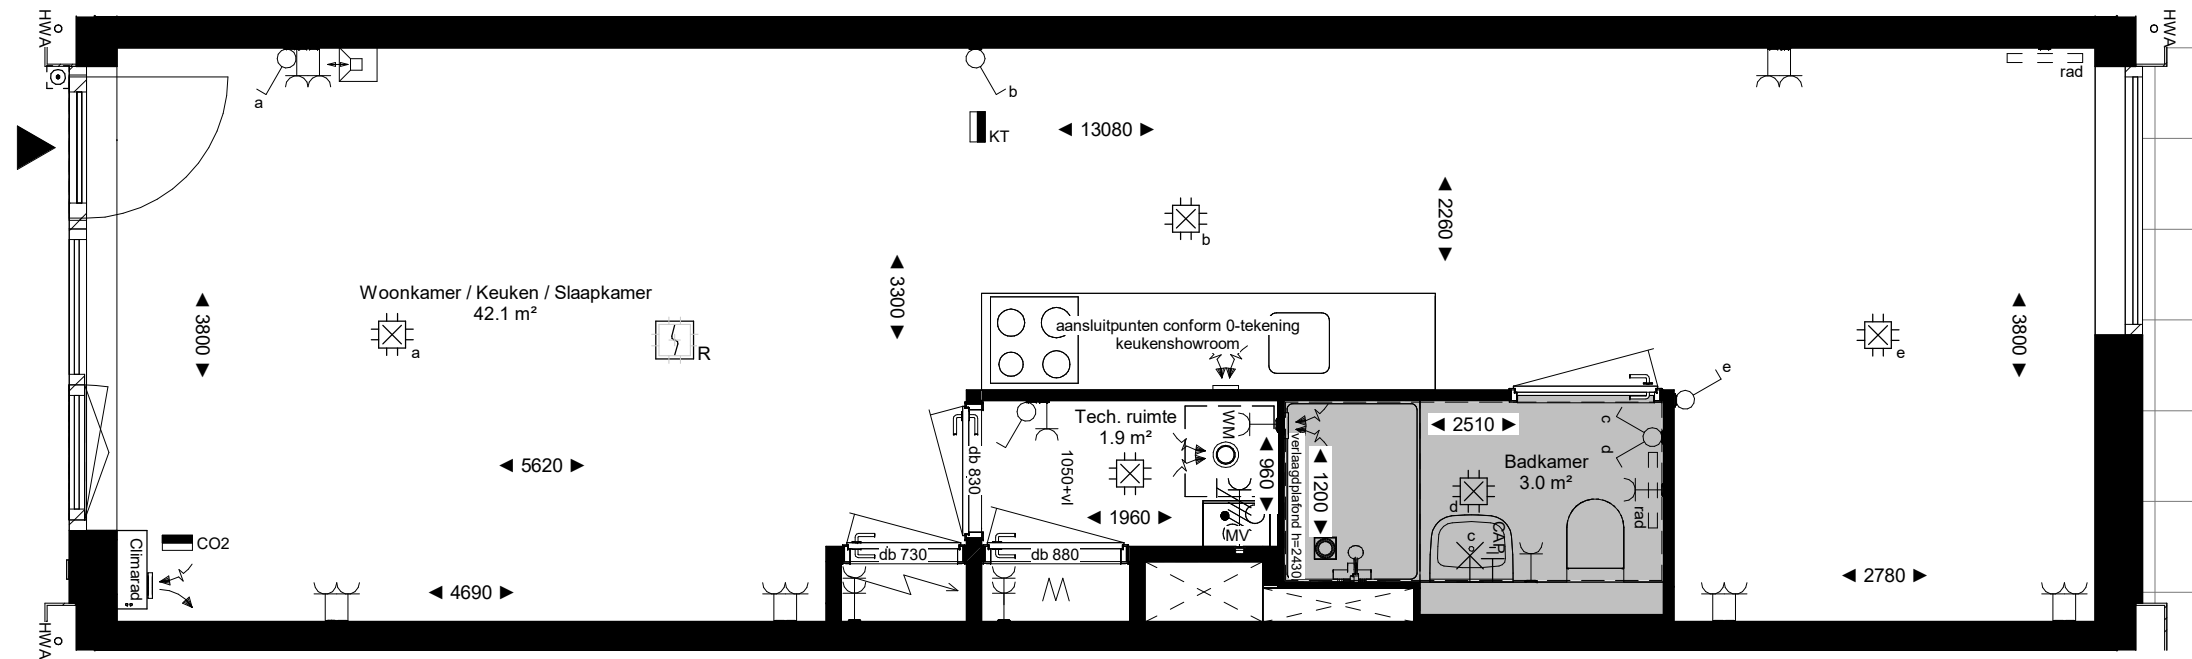 HWA
HWA
a
b
rad
KT
13080
2260
b
3300
Woonkamer / Keuken / Slaapkamer
42.1 m²
3800
a
R
aansluitpunten conform 0-tekening
keukenshowroom
e
3800
e
Tech. ruimte
1.9 m²
WM
2510
c
d
db 830
1050+vl
960
verlaagdplafond h=2430
1200
Badkamer
3.0 m²
5620
1960
d
rad
CAP
c
MV
Climarad
CO2
db 730
db 880
4690
2780
HWA